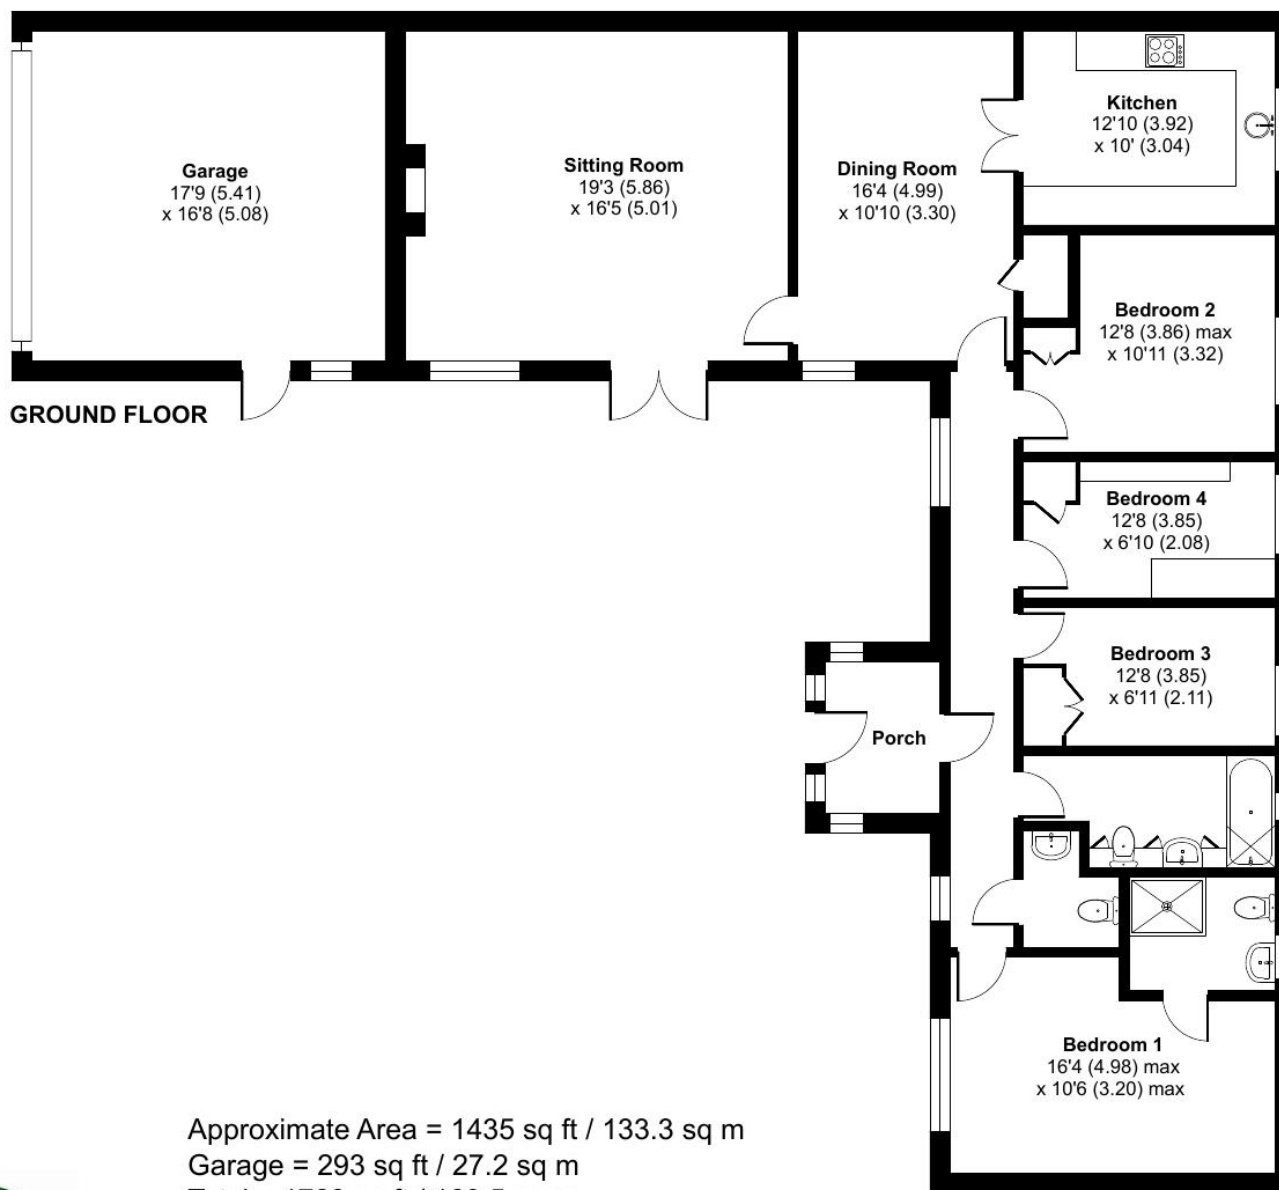 Garage
17'9 (5.41)
x 16'8 (5.08)
Sitting Room
19'3 (5.86)
x 16'5 (5.01)
Dining Room
16'4 (4.99)
x 10'10 (3.30)
Kitchen
12'10 (3.92)
x 10' (3.04)
Bedroom 2
12'8 (3.86) max
x 10'11 (3.32)
GROUND FLOOR
Bedroom 4
12'8 (3.85)
x 6'10 (2.08)
Bedroom 3
12'8 (3.85)
x 6'11 (2.11)
Porch
Bedroom 1
16'4 (4.98) max
x 10'6 (3.20) max
Approximate Area = 1435 sq ft / 133.3 sq m
Garage = 293 sq ft / 27.2 sq m